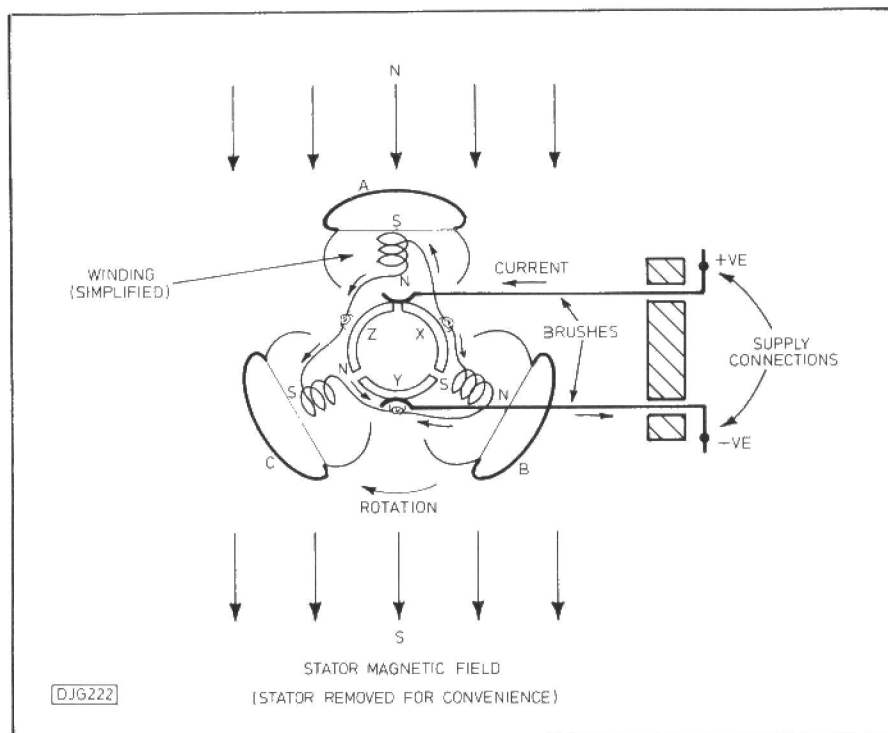 N
A
S
WINDING
(SIMPLIFIED)
N
CURRENT
+VE
Z
X
BRUSHES
SUPPLY
CONNECTIONS
N
Y
S
S
N
-VE
C
B
ROTATION
S
STATOR MAGNETIC FIELD
(STATOR REMOVED FOR CONVENIENCE)
DJG222